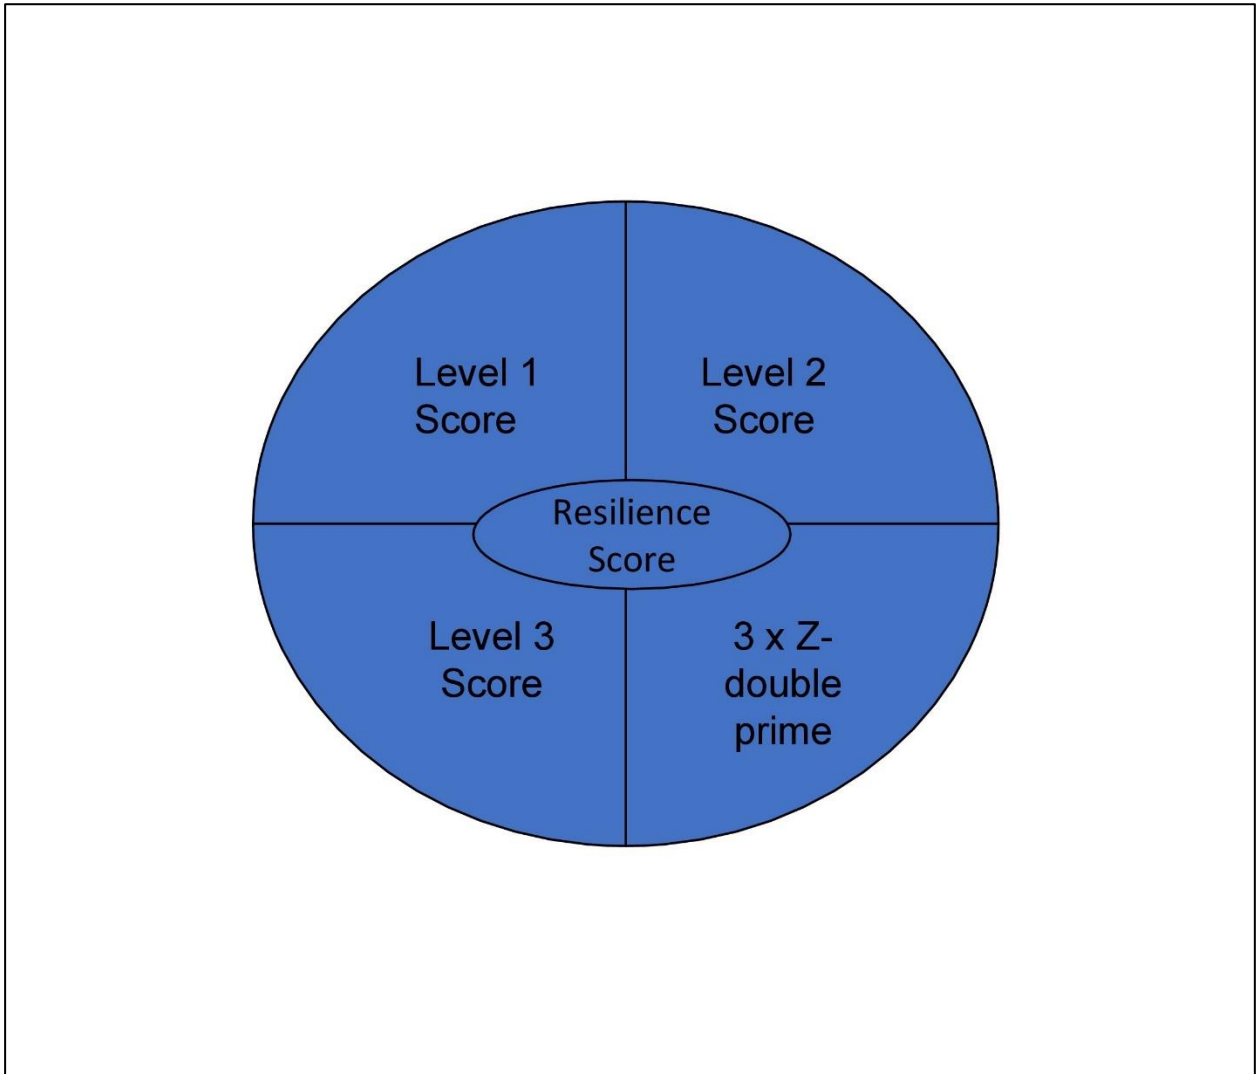 Level 1
Score
Level 2
Score
Resilience
Score
Level 3
Score
3 x Z-
double
prime